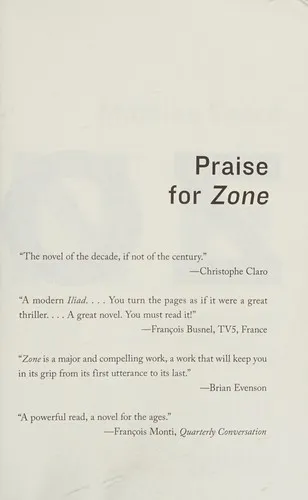 Praise
for Zone
“The novel of the decade, if not of the century.”
—Christophe Claro
“A modern Iliad. . . . You turn the pages as if it were a great
thriller. . . . A great novel. You must read it!”
—François Busnel, TV5, France
“Zone is a major and compelling work, a work that will keep you
in its grip from its first utterance to its last.”
—Brian Evenson
“A powerful read, a novel for the ages.”
—François Monti, Quarterly Conversation